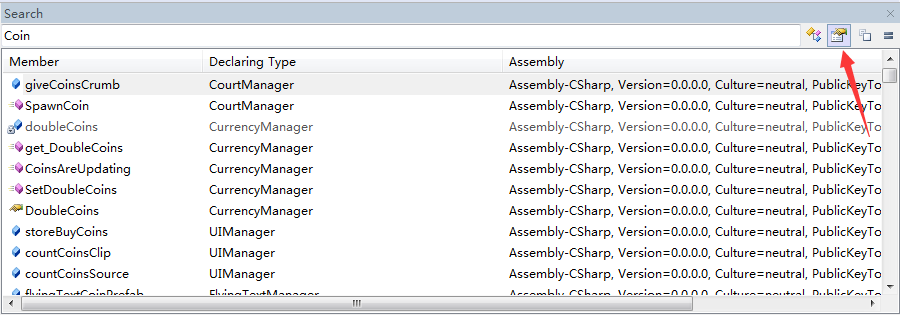 Search
Coin
Member Declaring Type Assembly
giveCoinsCrumb CourtManager Assembly-CSharp, Version=0.0.0.0, Culture=neutral, PublicKeyTo
SpawnCoin CourtManager Assembly-CSharp, Version=0.0.0.0, Culture=neutral, PublicKeyTo
doubleCoins CurrencyManager Assembly-CSharp, Version=0.0.0.0, Culture=neutral, PublicKeyTo
get_DoubleCoins CurrencyManager Assembly-CSharp, Version=0.0.0.0, Culture=neutral, PublicKeyTo
CoinsAreUpdating CurrencyManager Assembly-CSharp, Version=0.0.0.0, Culture=neutral, PublicKeyTo
SetDoubleCoins CurrencyManager Assembly-CSharp, Version=0.0.0.0, Culture=neutral, PublicKeyTo
DoubleCoins CurrencyManager Assembly-CSharp, Version=0.0.0.0, Culture=neutral, PublicKeyTo
storeBuyCoins UIManager Assembly-CSharp, Version=0.0.0.0, Culture=neutral, PublicKeyTo
countCoinsClip UIManager Assembly-CSharp, Version=0.0.0.0, Culture=neutral, PublicKeyTo
countCoinsSource UIManager Assembly-CSharp, Version=0.0.0.0, Culture=neutral, PublicKeyTo
flyingTextCoinPrefab FlyingTextManager Assembly-CSharp, Version=0.0.0.0, Culture=neutral, PublicKeyTo